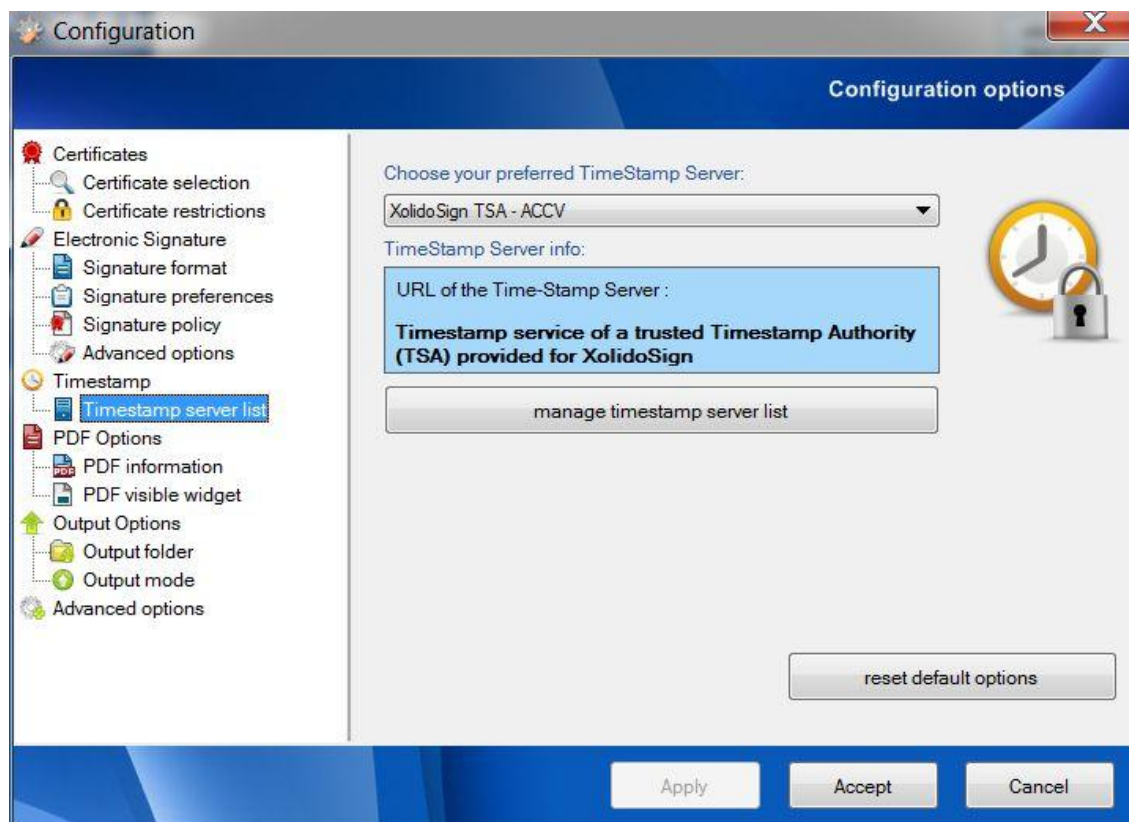 Configuration
X
Configuration options
Certificates
Certificate selection
Certificate restrictions
Electronic Signature
Signature format
Signature preferences
Signature policy
Advanced options
Timestamp
Timestamp server list
PDF Options
PDF information
PDF visible widget
Output Options
Output folder
Output mode
Advanced options
Choose your preferred TimeStamp Server:
XolidoSign TSA - ACCV
TimeStamp Server info:
URL of the Time-Stamp Server :
Timestamp service of a trusted Timestamp Authority
(TSA) provided for XolidoSign
manage timestamp server list
reset default options
Apply
Accept
Cancel